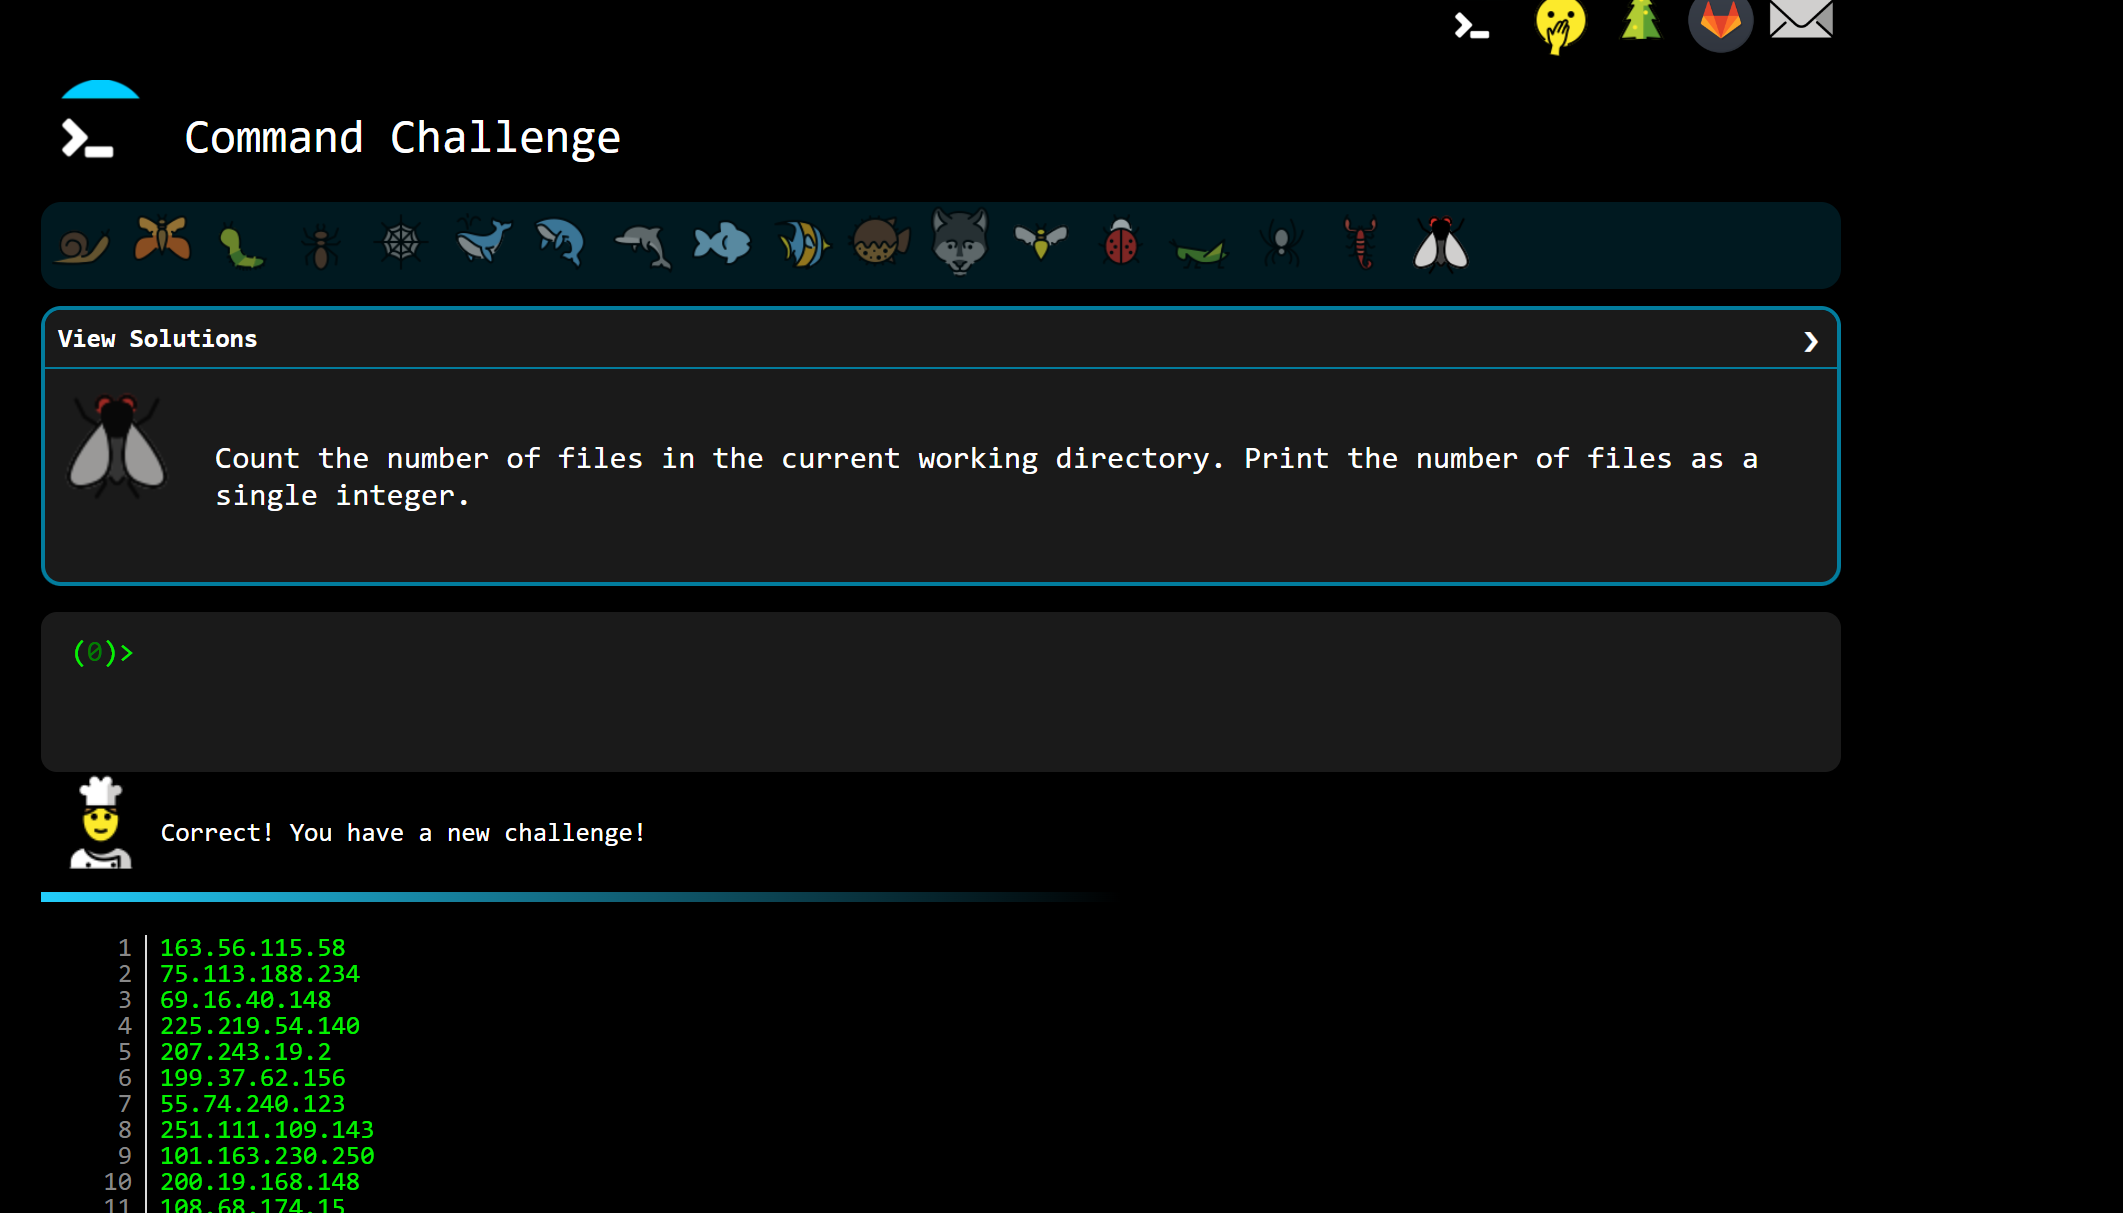 Command Challenge
View Solutions
Count the number of files in the current working directory. Print the number of files as a
single integer.
(0)>
Correct! You have a new challenge!
1 163.56.115.58
2 75.113.188.234
3 69.16.40.148
4 225.219.54.140
5 207.243.19.2
6 199.37.62.156
7 55.74.240.123
8 251.111.109.143
9 101.163.230.250
10 200.19.168.148
11 108.68.174.15